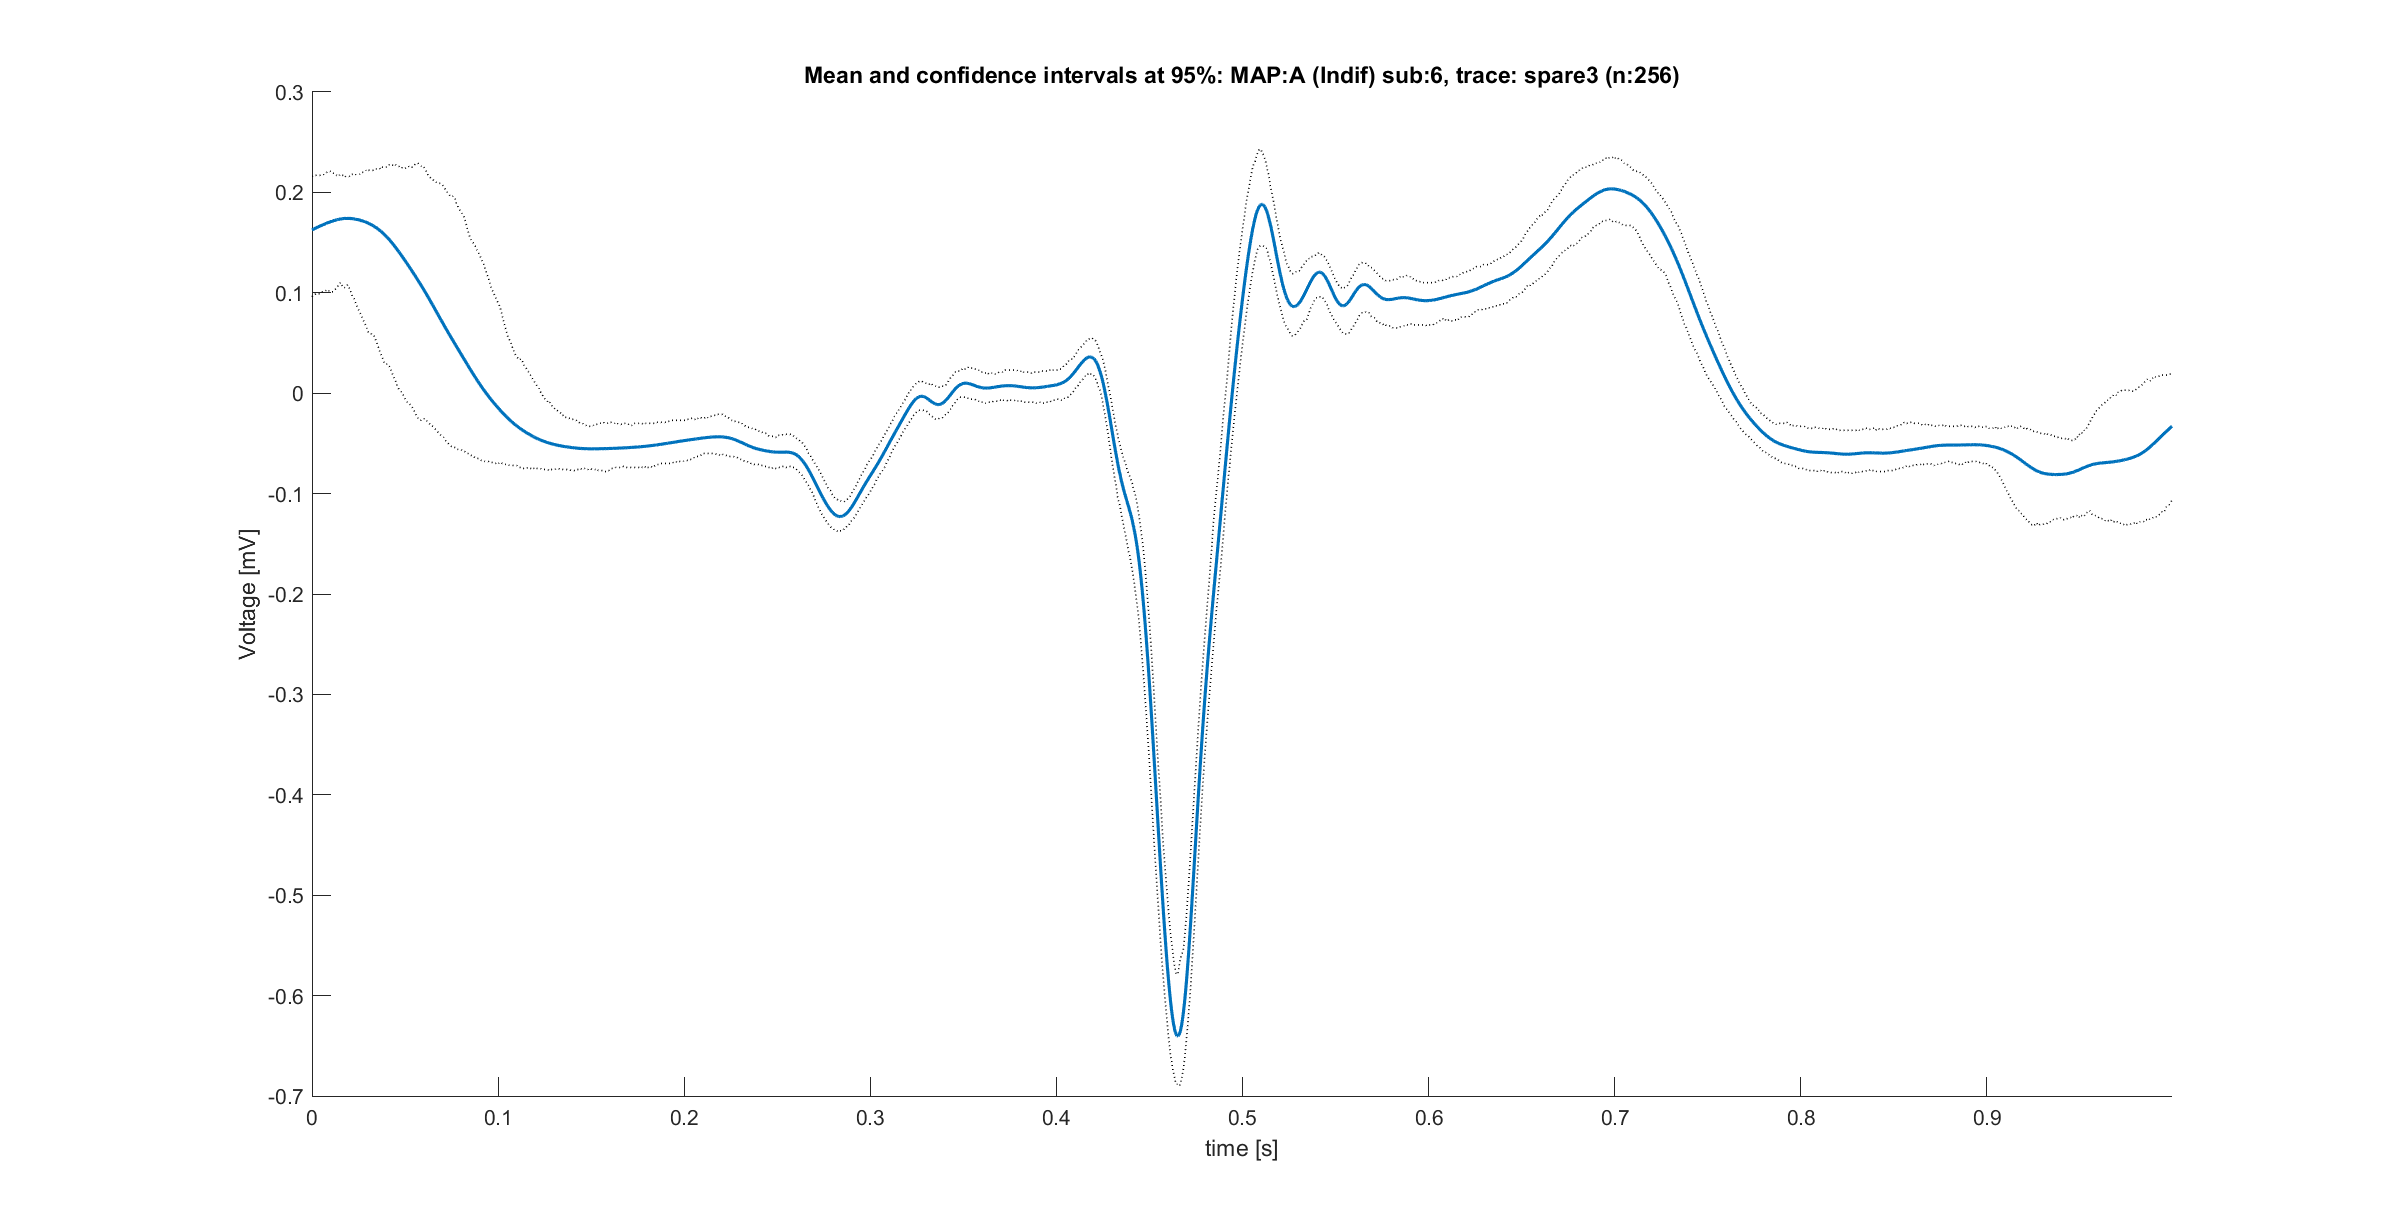 Mean and confidence intervals at 95%: MAP:A (Indif) sub:6, trace: spare3 (n:256)
0.3
0.2
0.1
0
-0.1
-0.2
-0.3
-0.4
-0.5
-0.6
-0.7
Voltage [mV]
0 0.1 0.2 0.3 0.4 0.5 0.6 0.7 0.8 0.9
time [s]